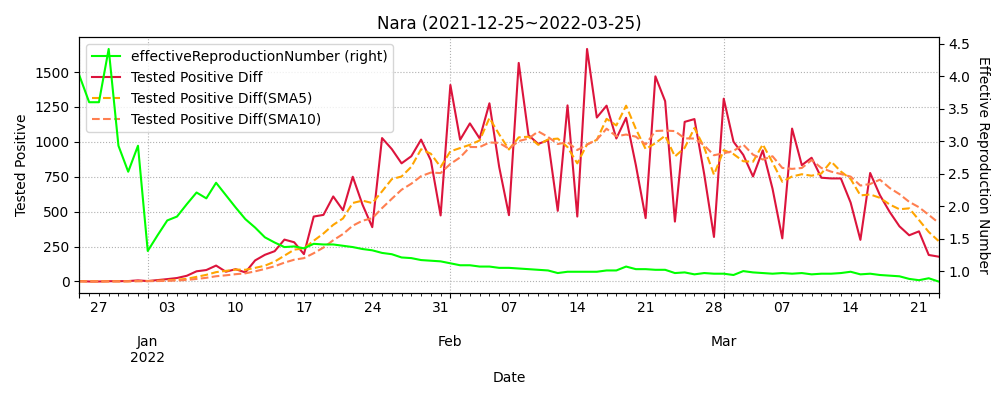 Nara (2021-12-25~2022-03-25)
effectiveReproductionNumber (right)
Tested Positive Diff
Tested Positive Diff(SMA5)
Tested Positive Diff(SMA10)
Tested Positive
1500
1250
1000
750
500
250
0
4.5
4.0
3.5
3.0
2.5
2.0
1.5
1.0
Effective Reproduction Number
27 03 10 17 24 31 07 14 21 28 07 14 21
Jan Feb Mar
2022
Date